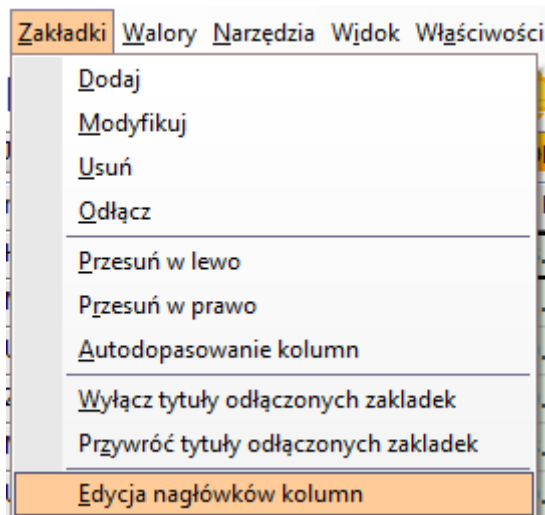 Zakładki Walory Narzędzia Widok Właściwości
Dodaj
Modyfikuj
Usuń
Odłącz
Przesuń w lewo
Przesuń w prawo
Autodopasowanie kolumn
Wyłącz tytuły odłączonych zakladek
Przywróć tytuły odłączonych zakladek
Edycja nagłówków kolumn